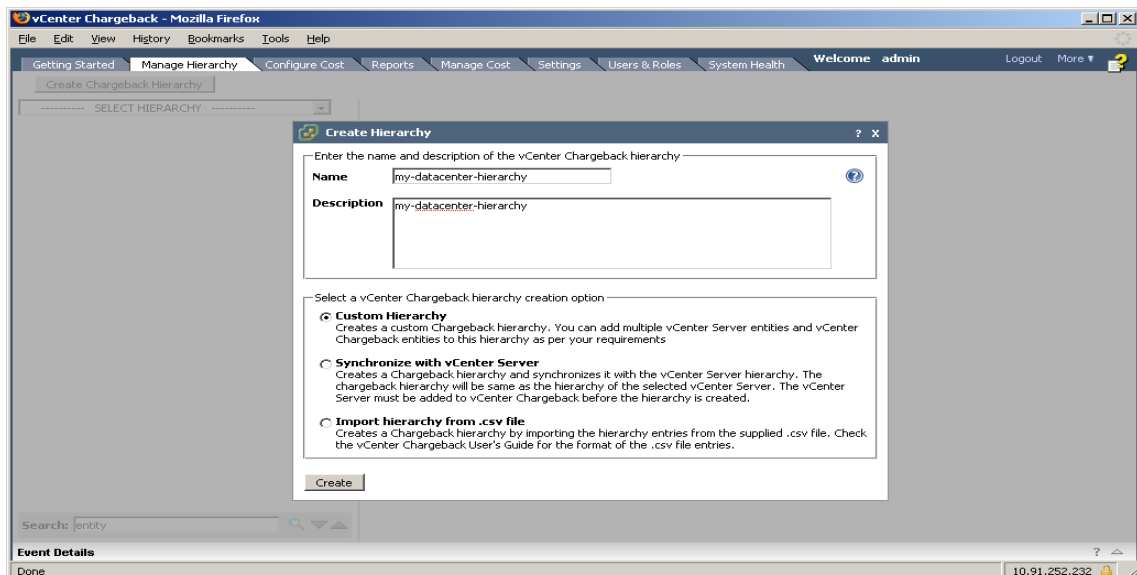 vCenter Chargeback - Mozilla Firefox
File Edit View History Bookmarks Tools Help
Getting Started Manage Hierarchy Configure Cost Reports Manage Cost Settings Users & Roles System Health Welcome admin Logout More
Create Chargeback Hierarchy
---------- SELECT HIERARCHY ----------
Create Hierarchy ? X
Enter the name and description of the vCenter Chargeback hierarchy
Name my-datacenter-hierarchy ?
Description my-datacenter-hierarchy
Select a vCenter Chargeback hierarchy creation option
Custom Hierarchy
Creates a custom Chargeback hierarchy. You can add multiple vCenter Server entities and vCenter
Chargeback entities to this hierarchy as per your requirements
Synchronize with vCenter Server
Creates a Chargeback hierarchy and synchronizes it with the vCenter Server hierarchy. The
chargeback hierarchy will be same as the hierarchy of the selected vCenter Server. The vCenter
Server must be added to vCenter Chargeback before the hierarchy is created.
Import hierarchy from .csv file
Creates a Chargeback hierarchy by importing the hierarchy entries from the supplied .csv file. Check
the vCenter Chargeback User's Guide for the format of the .csv file entries.
Create
Search: entity
Event Details ?
Done 10.91.252.232